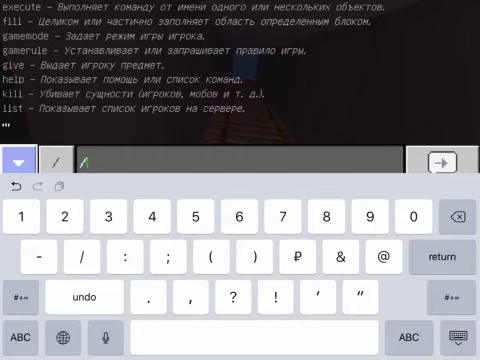 execute – Выполняет команду от имени одного или нескольких объектов.
fill – Целиком или частично заполняет область определенным блоком.
gamemode – Задает режим игры игрока.
gamerule – Устанавливает или запрашивает правило игры.
give – Выдает игроку предмет.
help – Показывает помощь или список команд.
kill – Убивает сущности (игроков, мобов и т. д.).
list – Показывает список игроков на сервере.
...
/ /
1 2 3 4 5 6 7 8 9 0
- / : ; ( ) ₽ & @ return
#+= undo . , ? ! ’ ” #+=
ABC ABC